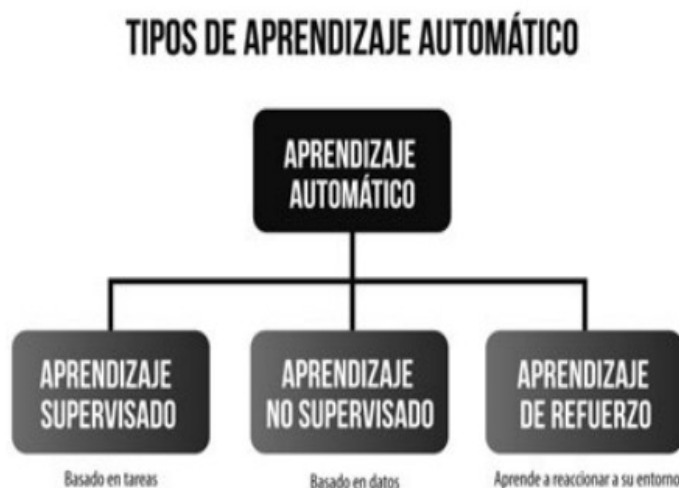 TIPOS DE APRENDIZAJE AUTOMÁTICO
APRENDIZAJE
AUTOMÁTICO
APRENDIZAJE
SUPERVISADO
APRENDIZAJE
NO SUPERVISADO
APRENDIZAJE
DE REFUERZO
Basado en tareas
Basado en datos
Aprende a reaccionar a su entorno